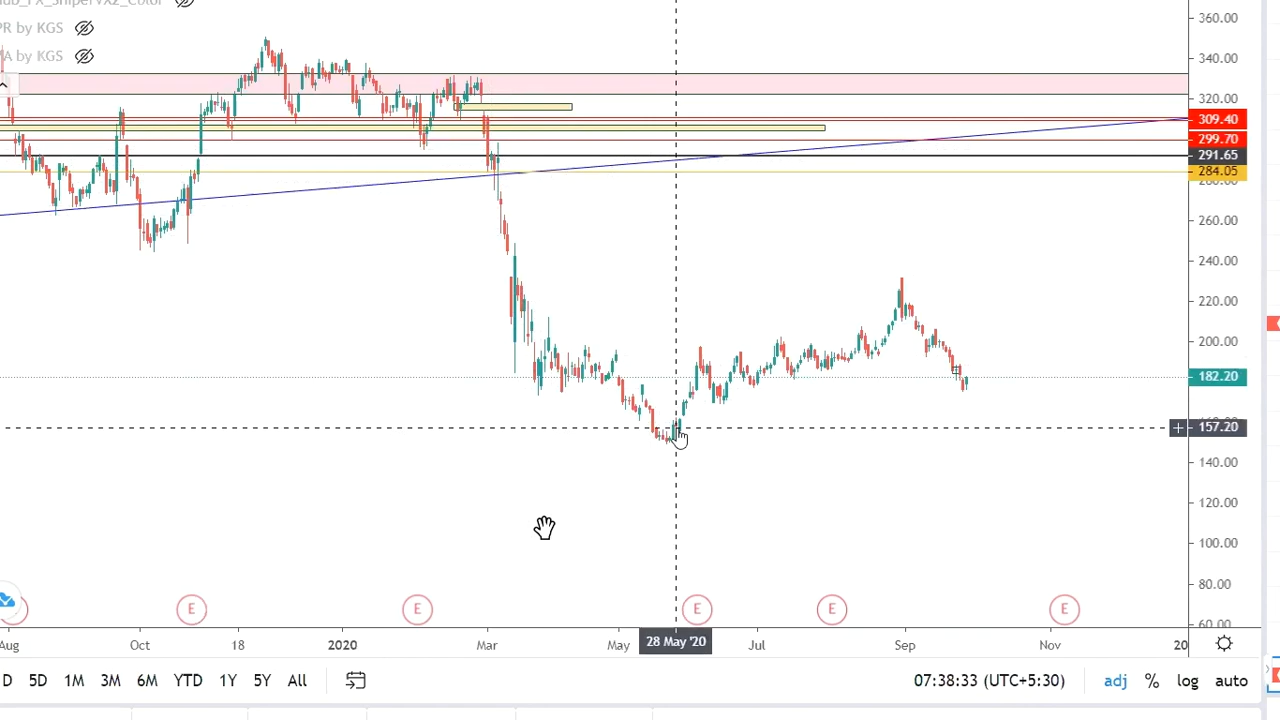 PR by KGS
A by KGS
360.00
340.00
320.00
309.40
299.70
291.65
284.05
260.00
240.00
220.00
200.00
182.20
157.20
140.00
120.00
100.00
80.00
60.00
E
E
E
E
E
Aug
Oct
18
2020
Mar
May
28 May '20
Jul
Sep
Nov
20
D
5D
1M
3M
6M
YTD
1Y
5Y
All
07:38:33 (UTC+5:30)
adj
%
log
auto